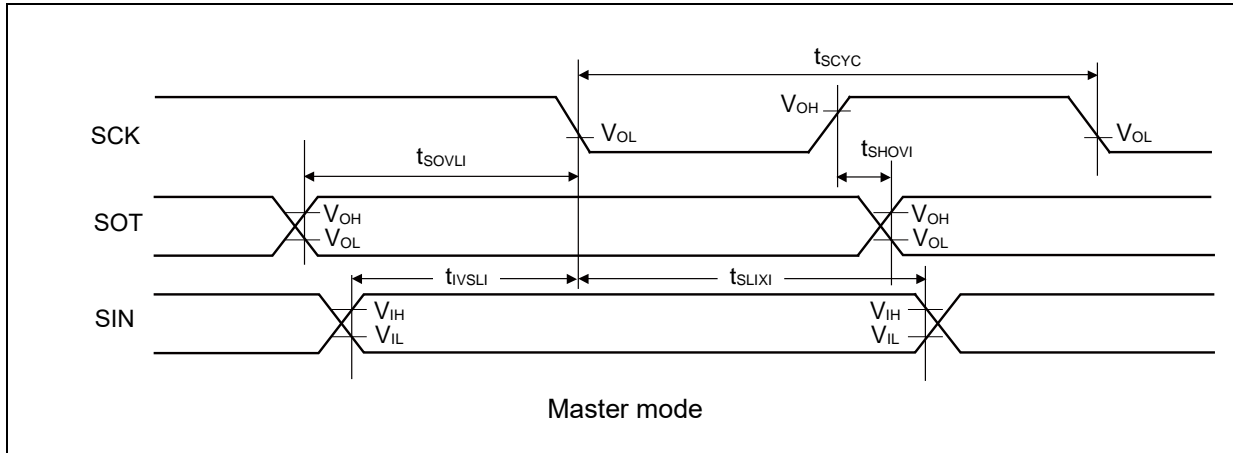 tSCYC
SCK
VOH
VOL
VOL
tSOVLI
tSHOVI
SOT
VOH
VOL
VOH
VOL
tIVSLI
tSLIXI
SIN
VIH
VIL
VIH
VIL
Master mode